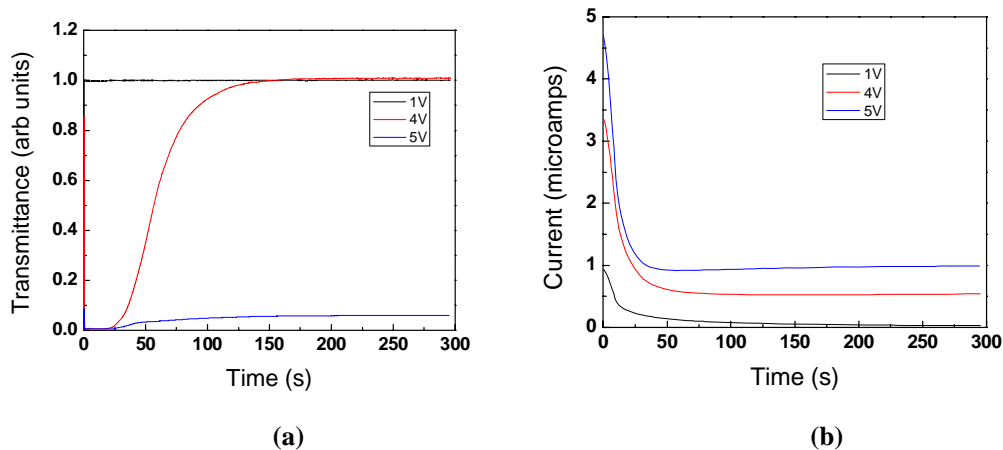 1.2
1.0
0.8
0.6
0.4
0.2
0.0
Transmittance (arb units)
1V
4V
5V
0 50 100 150 200 250 300
Time (s)
(a)
5
4
3
2
1
0
Current (microamps)
1V
4V
5V
0 50 100 150 200 250 300
Time (s)
(b)